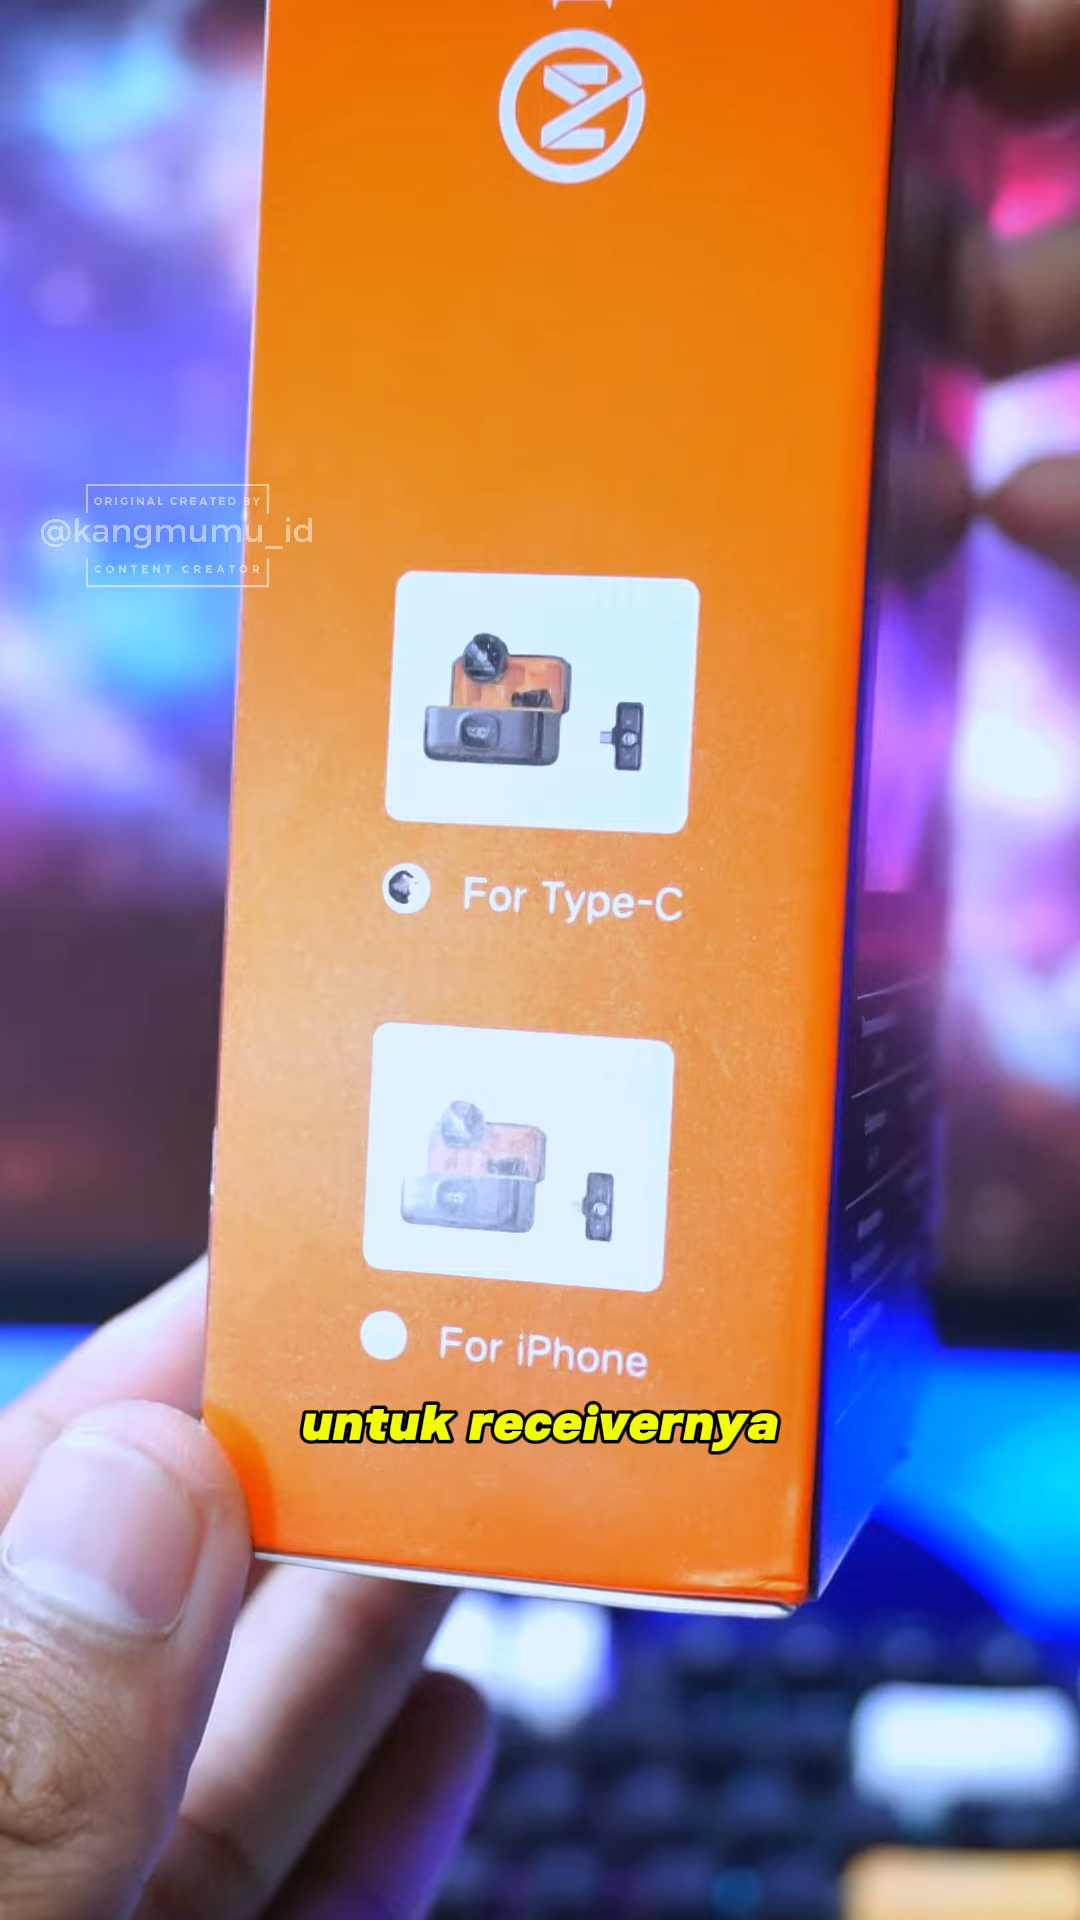 ORIGINAL CREATED BY
@kangmumu_id
CONTENT CREATOR
For Type-C
For iPhone
untuk receivernya